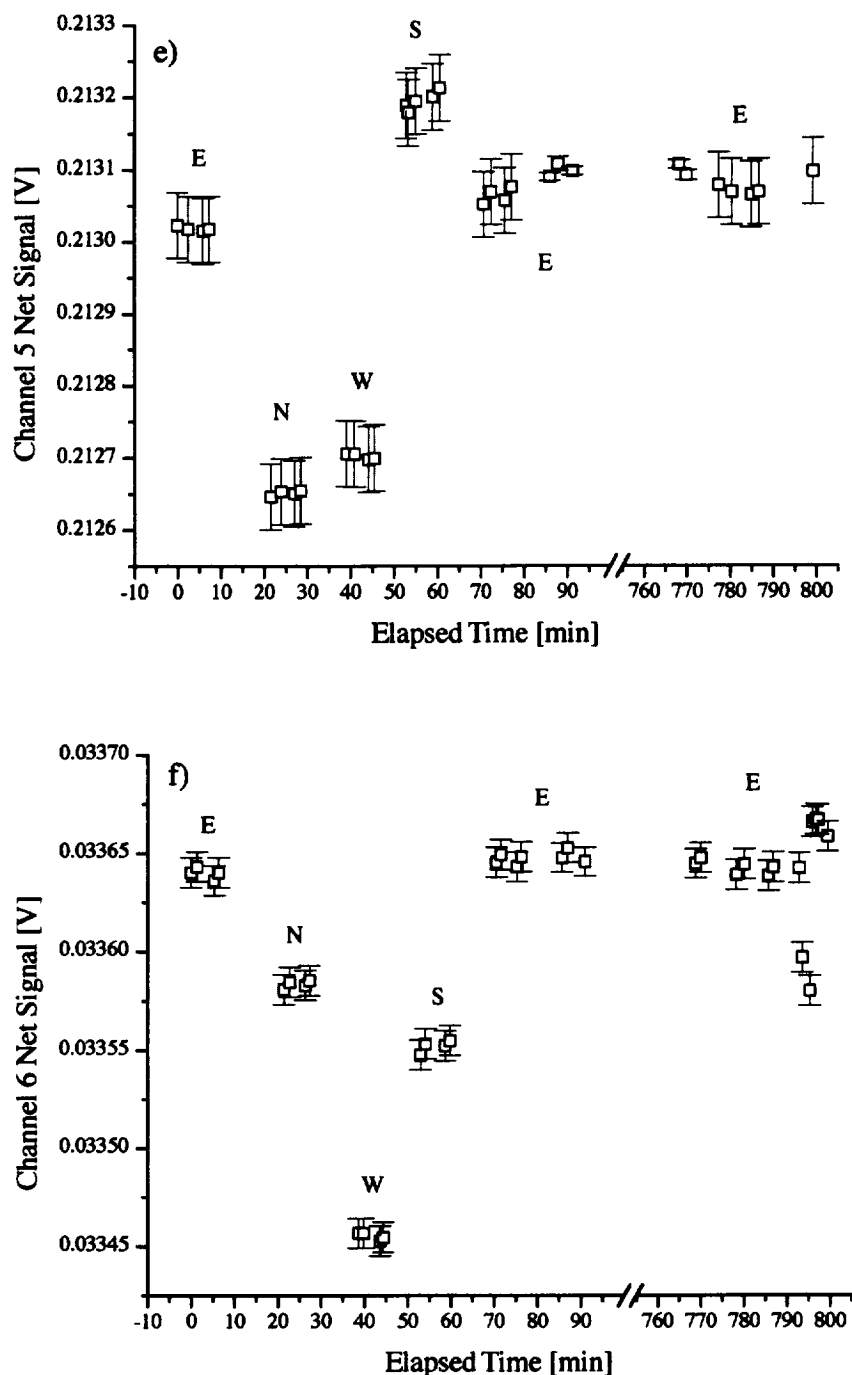 e)
Channel 5 Net Signal [V]
0.2133
0.2132
0.2131
0.2130
0.2129
0.2128
0.2127
0.2126
E
N
W
S
E
E
-10 0 10 20 30 40 50 60 70 80 90 760 770 780 790 800
Elapsed Time [min]
f)
Channel 6 Net Signal [V]
0.03370
0.03365
0.03360
0.03355
0.03350
0.03345
E
N
W
S
E
E
-10 0 10 20 30 40 50 60 70 80 90 760 770 780 790 800
Elapsed Time [min]